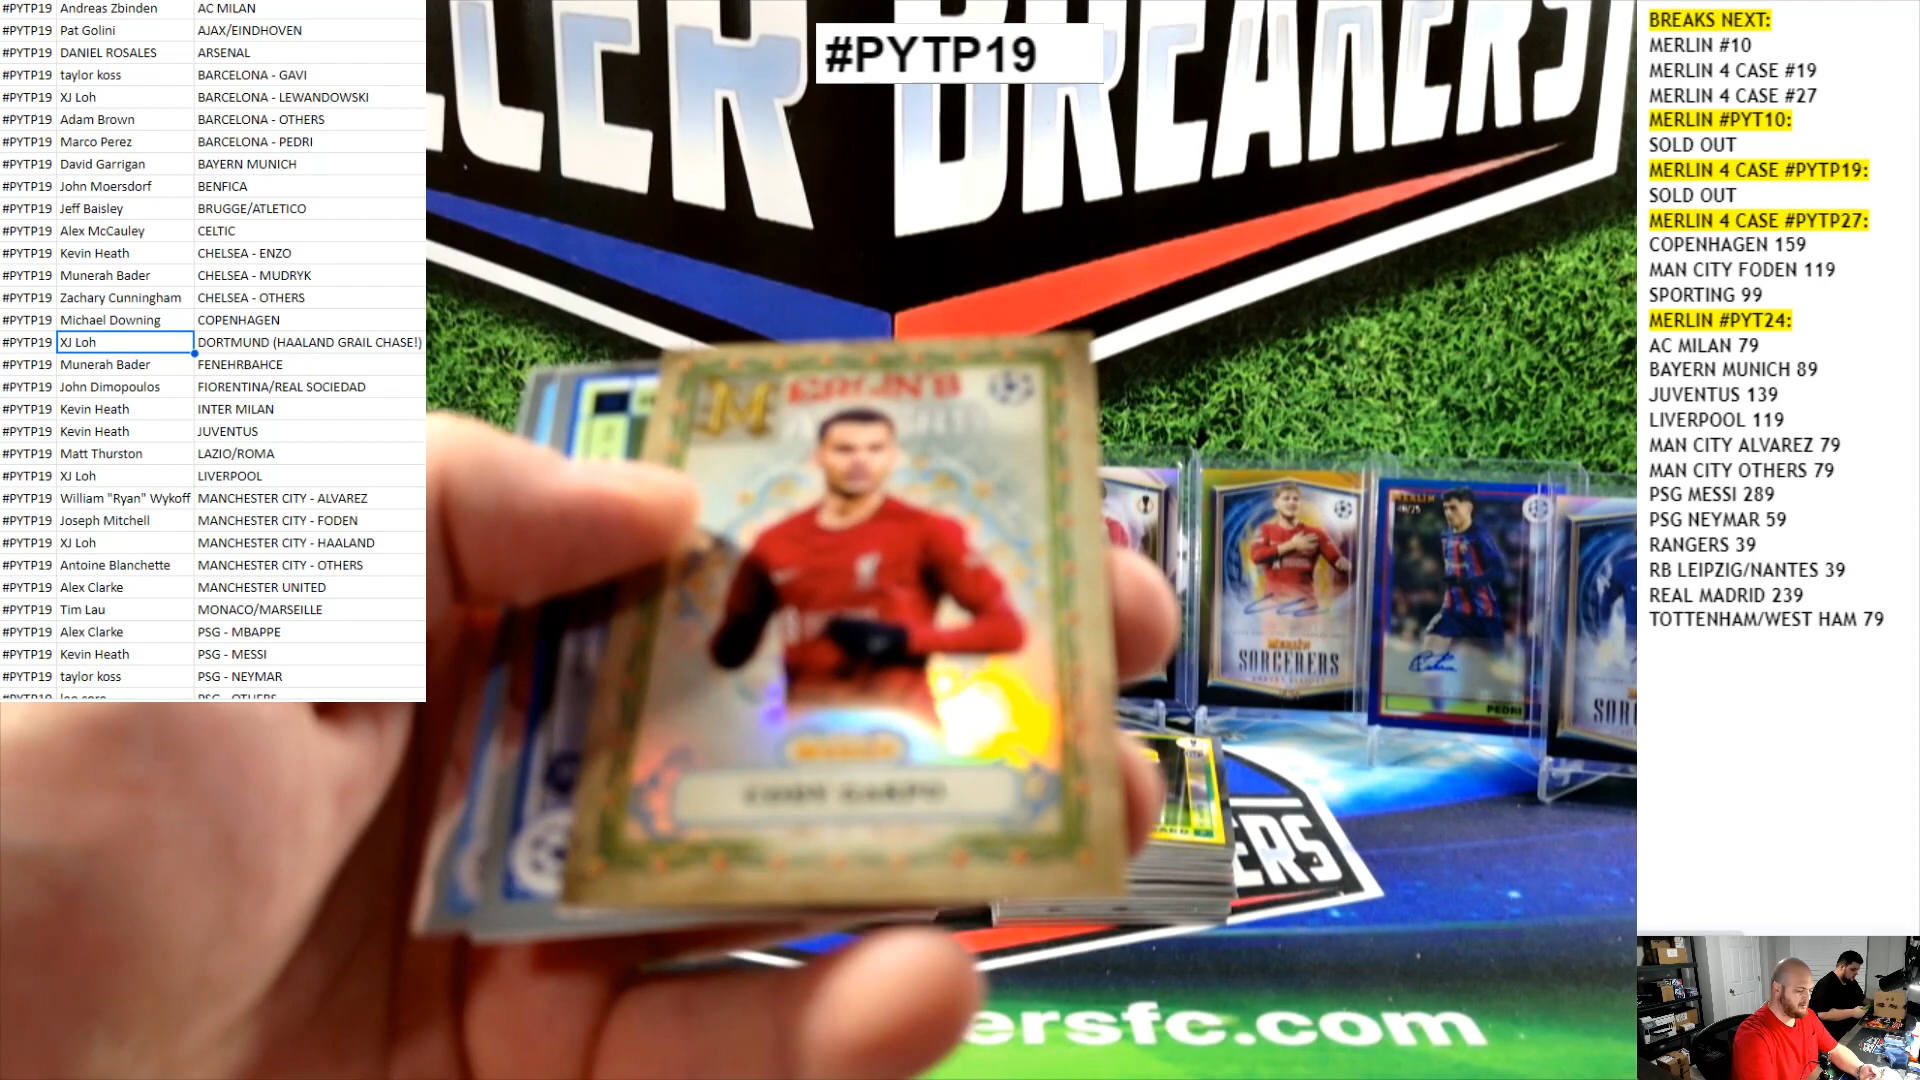 #PYTP19 Andreas Zbinden AC MILAN
#PYTP19 Pat Golini AJAX/EINDHOVEN
#PYTP19 DANIEL ROSALES ARSENAL
#PYTP19 taylor koss BARCELONA - GAVI
#PYTP19 XJ Loh BARCELONA - LEWANDOWSKI
#PYTP19 Adam Brown BARCELONA - OTHERS
#PYTP19 Marco Perez BARCELONA - PEDRI
#PYTP19 David Garrigan BAYERN MUNICH
#PYTP19 John Moersdorf BENFICA
#PYTP19 Jeff Baisley BRUGGE/ATLETICO
#PYTP19 Alex McCauley CELTIC
#PYTP19 Kevin Heath CHELSEA - ENZO
#PYTP19 Munerah Bader CHELSEA - MUDRYK
#PYTP19 Zachary Cunningham CHELSEA - OTHERS
#PYTP19 Michael Downing COPENHAGEN
#PYTP19 XJ Loh DORTMUND (HAALAND GRAIL CHASE!)
#PYTP19 Munerah Bader FENEHRBAHCE
#PYTP19 John Dimopoulos FIORENTINA/REAL SOCIEDAD
#PYTP19 Kevin Heath INTER MILAN
#PYTP19 Kevin Heath JUVENTUS
#PYTP19 Matt Thurston LAZIO/ROMA
#PYTP19 XJ Loh LIVERPOOL
#PYTP19 William "Ryan" Wykoff MANCHESTER CITY - ALVAREZ
#PYTP19 Joseph Mitchell MANCHESTER CITY - FODEN
#PYTP19 XJ Loh MANCHESTER CITY - HAALAND
#PYTP19 Antoine Blanchette MANCHESTER CITY - OTHERS
#PYTP19 Alex Clarke MANCHESTER UNITED
#PYTP19 Tim Lau MONACO/MARSEILLE
#PYTP19 Alex Clarke PSG - MBAPPE
#PYTP19 Kevin Heath PSG - MESSI
#PYTP19 taylor koss PSG - NEYMAR
#PYTP19
#PYTP19
BREAKERS
CODY GAKPO
MERLIN
SORCERERS
MERLIN
PEDRI
ERS
ersfc.com
BREAKS NEXT:
MERLIN #10
MERLIN 4 CASE #19
MERLIN 4 CASE #27
MERLIN #PYT10:
SOLD OUT
MERLIN 4 CASE #PYTP19:
SOLD OUT
MERLIN 4 CASE #PYTP27:
COPENHAGEN 159
MAN CITY FODEN 119
SPORTING 99
MERLIN #PYT24:
AC MILAN 79
BAYERN MUNICH 89
JUVENTUS 139
LIVERPOOL 119
MAN CITY ALVAREZ 79
MAN CITY OTHERS 79
PSG MESSI 289
PSG NEYMAR 59
RANGERS 39
RB LEIPZIG/NANTES 39
REAL MADRID 239
TOTTENHAM/WEST HAM 79